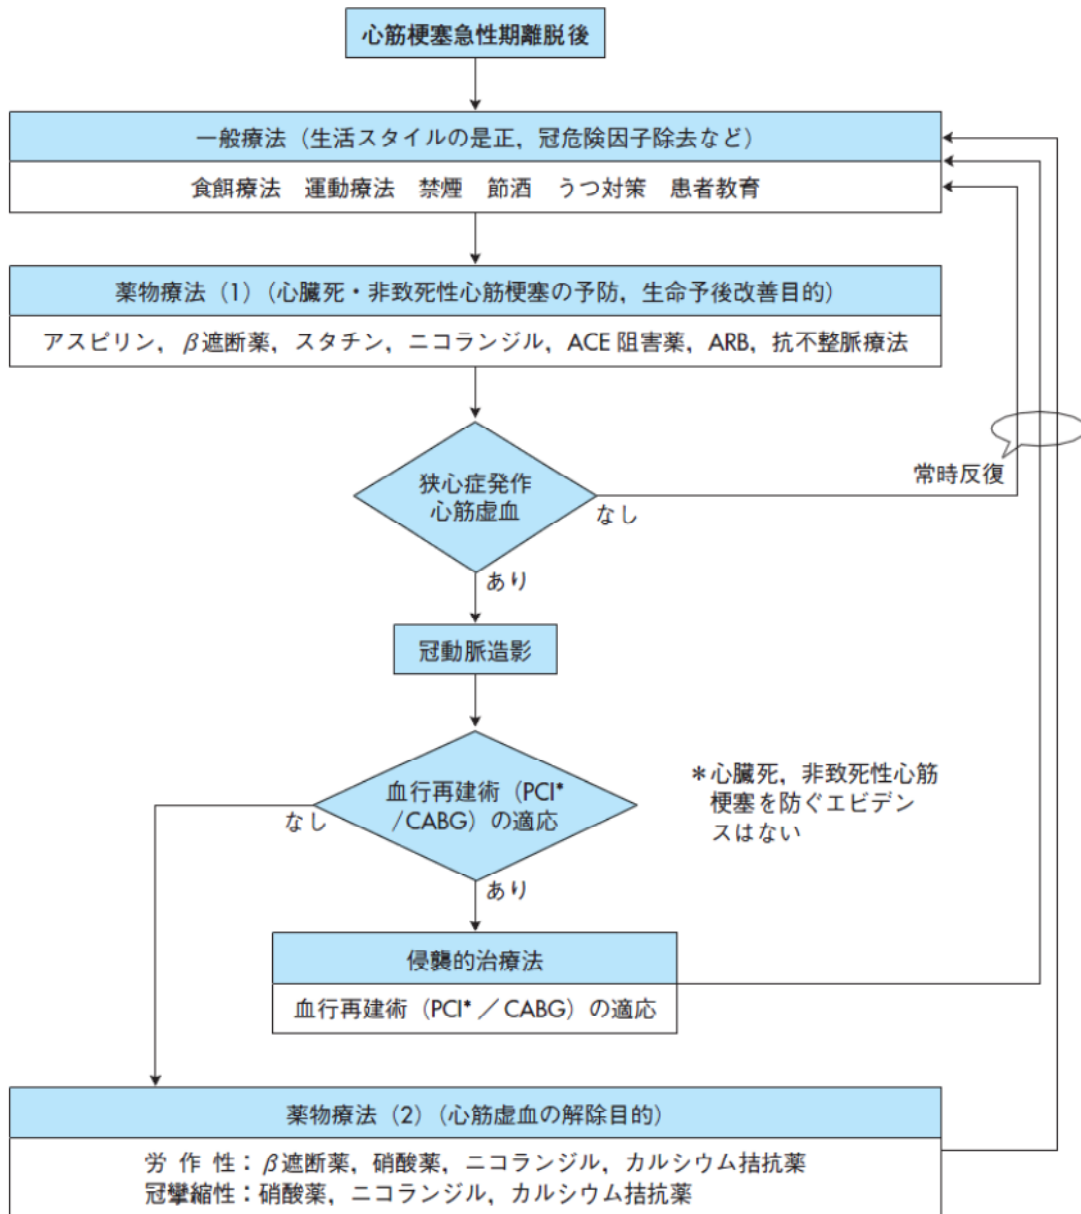 心筋梗塞急性期離脱後
一般療法（生活スタイルの是正，冠危険因子除去など）
食餌療法　運動療法　禁煙　節酒　うつ対策　患者教育
薬物療法（1）（心臓死・非致死性心筋梗塞の予防，生命予後改善目的）
アスピリン，β遮断薬，スタチン，ニコランジル，ACE 阻害薬，ARB，抗不整脈療法
狭心症発作
心筋虚血
なし
常時反復
あり
冠動脈造影
血行再建術（PCI*
/CABG）の適応
なし
あり
＊心臓死，非致死性心筋
梗塞を防ぐエビデン
スはない
侵襲的治療法
血行再建術（PCI*／CABG）の適応
薬物療法（2）（心筋虚血の解除目的）
労 作 性：β遮断薬，硝酸薬，ニコランジル，カルシウム拮抗薬
冠攣縮性：硝酸薬，ニコランジル，カルシウム拮抗薬